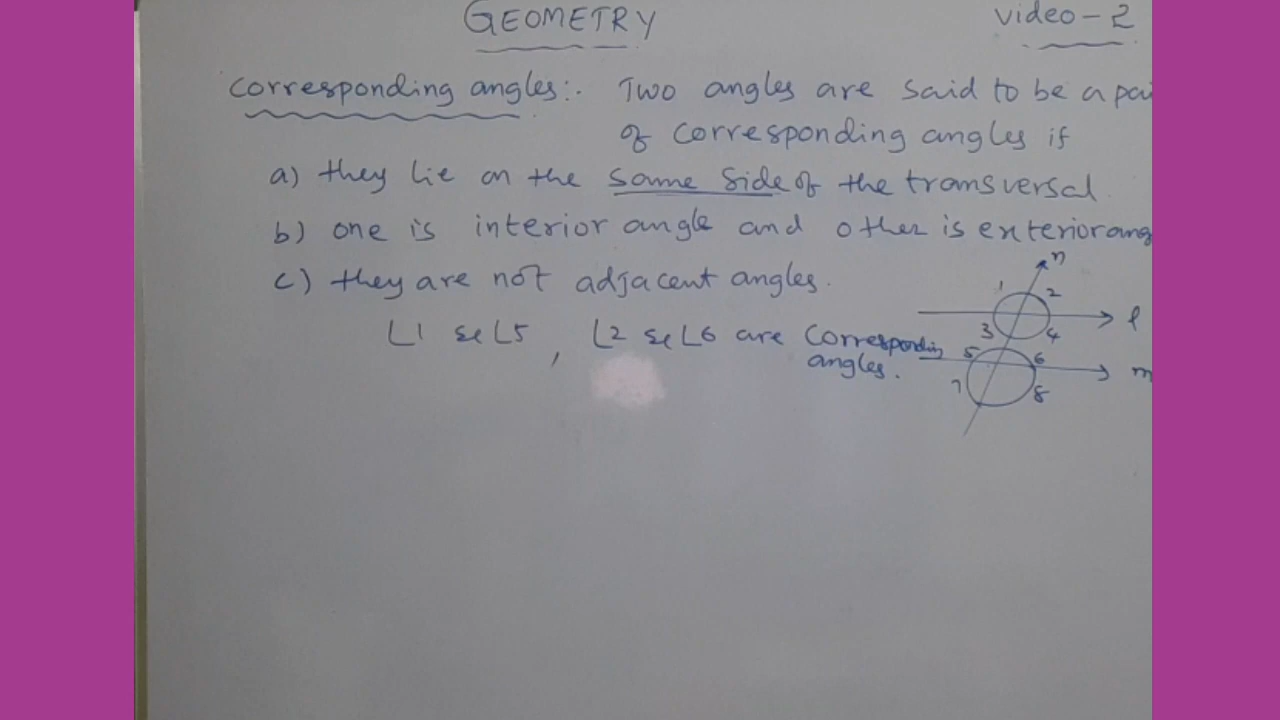 GEOMETRY video-2
Corresponding angles:. Two angles are said to be a pai
of corresponding angles if
a) they lie on the same side of the transversal.
b) one is interior angle and other is exterior ang
c) they are not adjacent angles.
∠1 & ∠5, ∠2 & ∠6 are corresponding
angles.
n
1 2
l
3 4
5 6
m
7 8